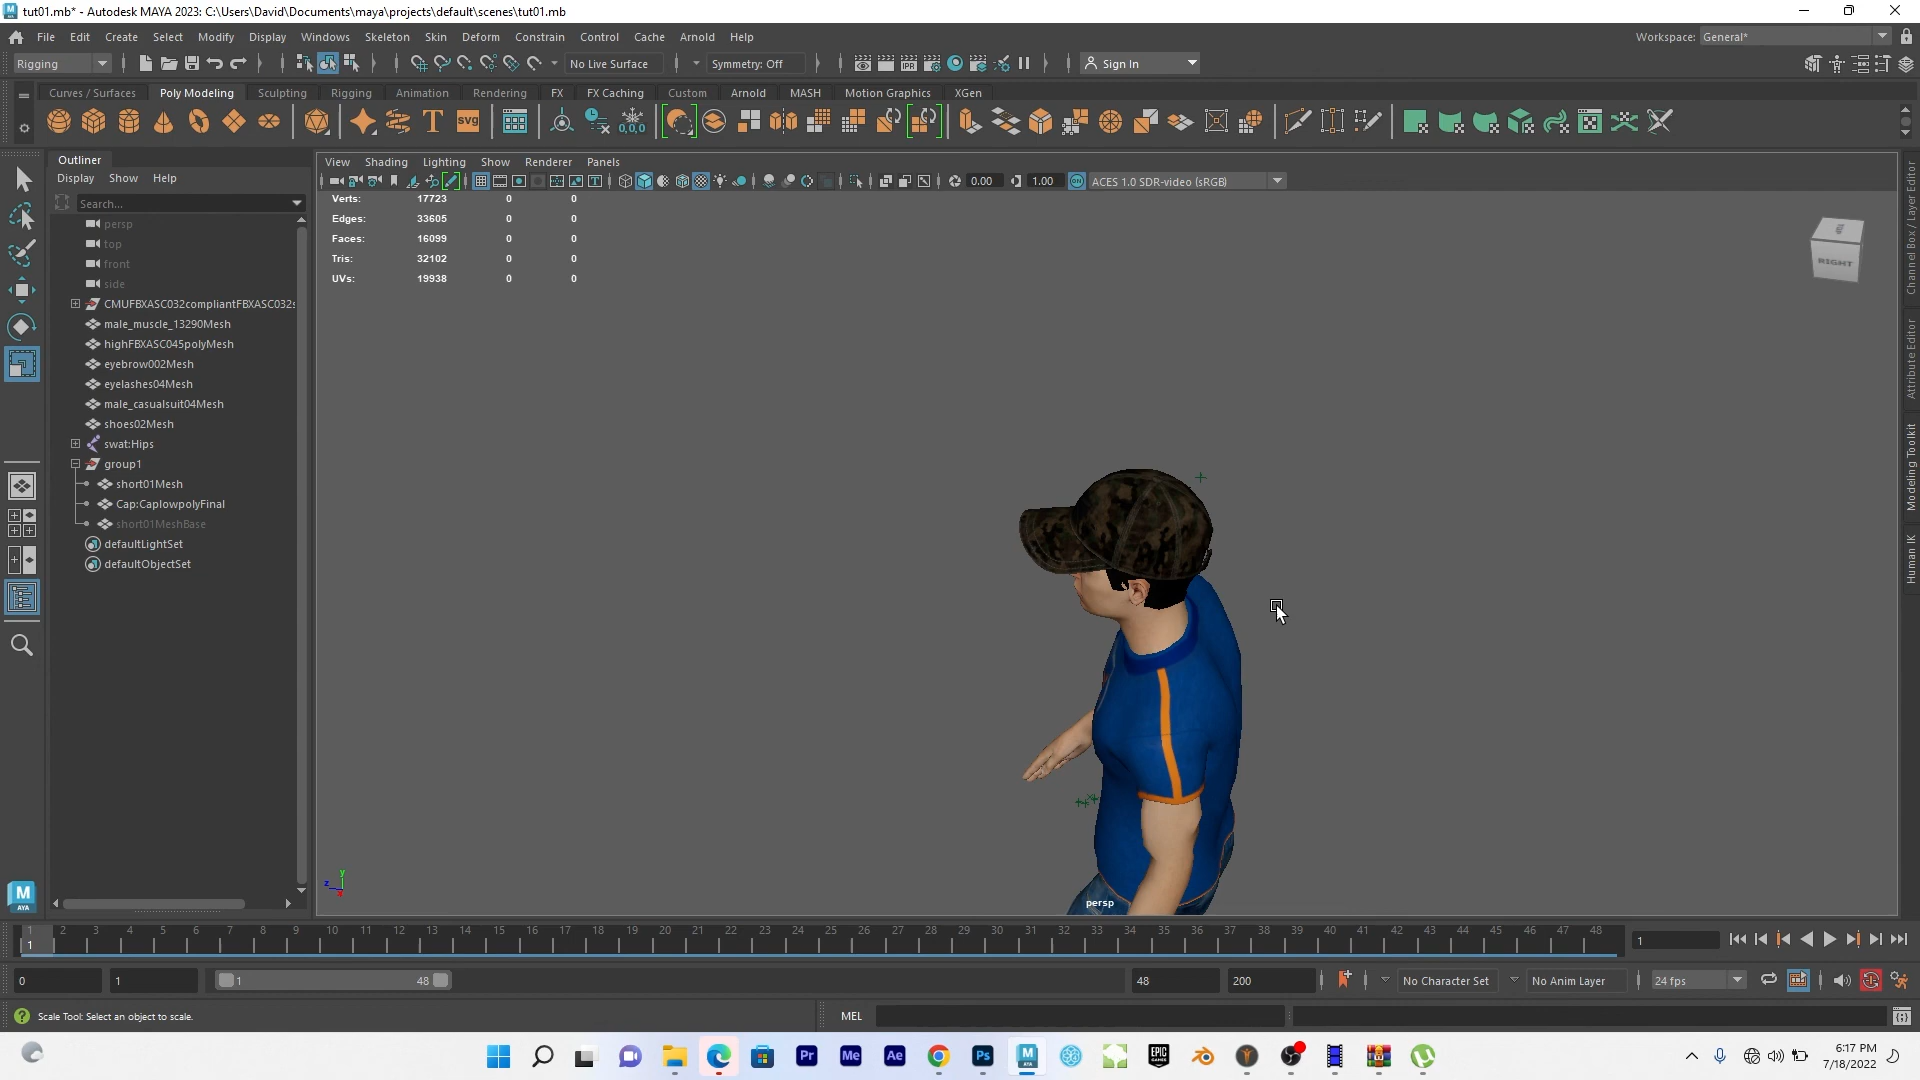 tut01.mb* - Autodesk MAYA 2023: C:\Users\David\Documents\maya\projects\default\scenes\tut01.mb
File Edit Create Select Modify Display Windows Skeleton Skin Deform Constrain Control Cache Arnold Help
Workspace: General*
Rigging No Live Surface Symmetry: Off Sign In
Curves / Surfaces Poly Modeling Sculpting Rigging Animation Rendering FX FX Caching Custom Arnold MASH Motion Graphics XGen
Outliner
Display Show Help
Search...
persp
top
front
side
CMUFBXASC032compliantFBXASC032s
male_muscle_13290Mesh
highFBXASC045polyMesh
eyebrow002Mesh
eyelashes04Mesh
male_casualsuit04Mesh
shoes02Mesh
swat:Hips
group1
short01Mesh
Cap:CaplowpolyFinal
short01MeshBase
defaultLightSet
defaultObjectSet
View Shading Lighting Show Renderer Panels
0.00 1.00 ACES 1.0 SDR-video (sRGB)
Verts: 17723 0 0
Edges: 33605 0 0
Faces: 16099 0 0
Tris: 32102 0 0
UVs: 19938 0 0
RIGHT
persp
Channel Box / Layer Editor
Attribute Editor
Modeling Toolkit
Human IK
1 2 3 4 5 6 7 8 9 10 11 12 13 14 15 16 17 18 19 20 21 22 23 24 25 26 27 28 29 30 31 32 33 34 35 36 37 38 39 40 41 42 43 44 45 46 47 48
1 1
0 1 1 48 48 200 No Character Set No Anim Layer 24 fps
Scale Tool: Select an object to scale. MEL
6:17 PM
7/18/2022